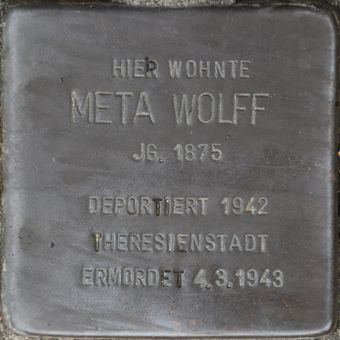 HIER WOHNTE
META WOLFF
JG. 1875
DEPORTIERT 1942
THERESIENSTADT
ERMORDET 4.3.1943